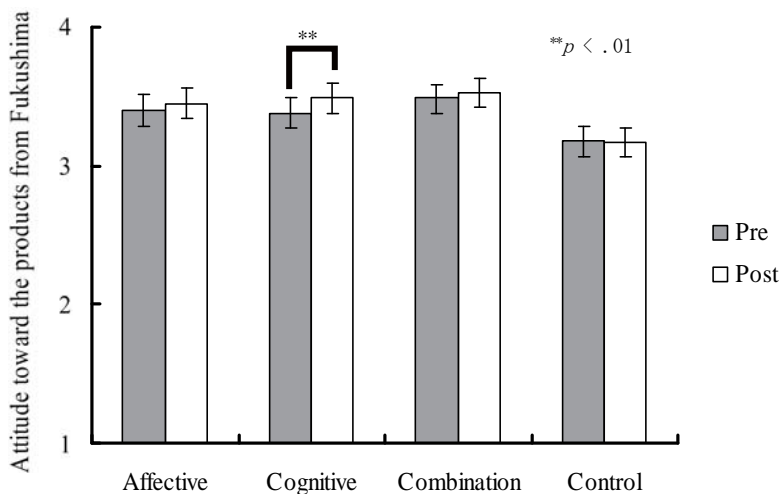 Attitude toward the products from Fukushima
4
3
2
1
**
**p < .01
Pre
Post
Affective
Cognitive
Combination
Control